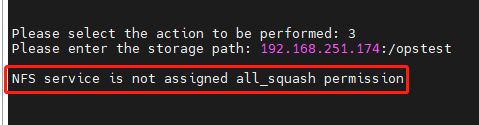 Please select the action to be performed: 3
Please enter the storage path: 192.168.251.174:/opstest
NFS service is not assigned all_squash permission